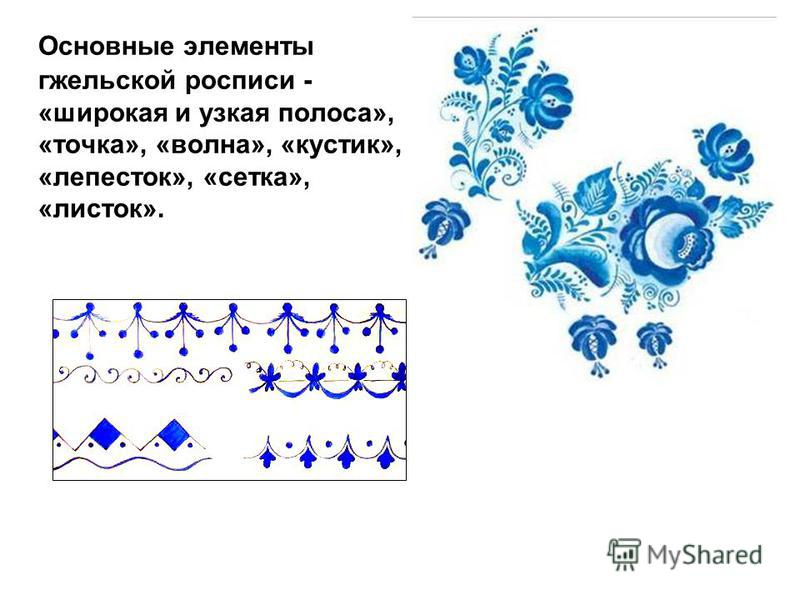 Основные элементы
гжельской росписи -
«широкая и узкая полоса»,
«точка», «волна», «кустик»,
«лепесток», «сетка»,
«листок».
MyShared